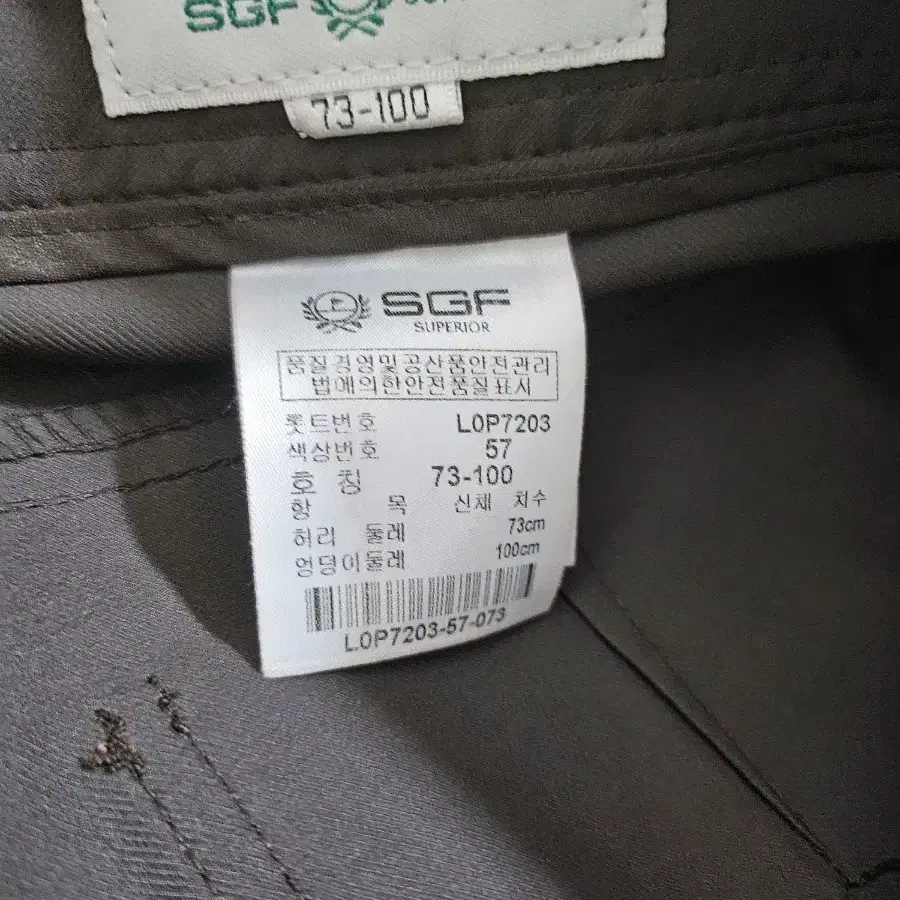 SGF
73-100
SGF
SUPERIOR
품질경영및공산품안전관리
법에의한안전품질표시
롯트번호 L0P7203
색상번호 57
호 칭 73-100
항 목 신체 치수
허리 둘레 73cm
엉덩이둘레 100cm
L0P7203-57-073